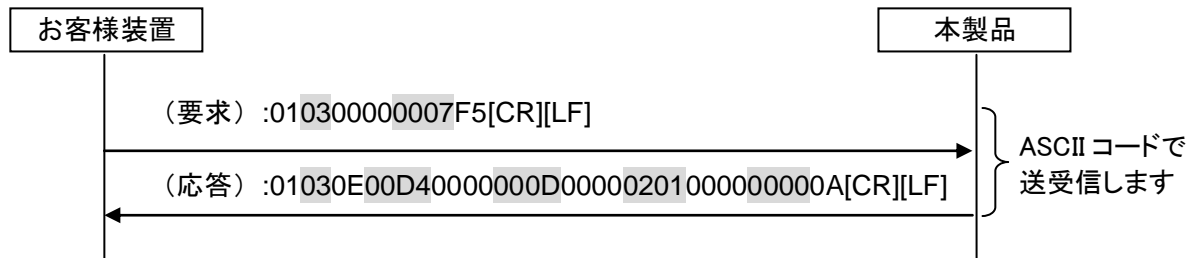 お客様装置
本製品
（要求）:010300000007F5[CR][LF]
（応答）:01030E00D40000000D00000201000000000A[CR][LF]
ASCIIコードで
送受信します